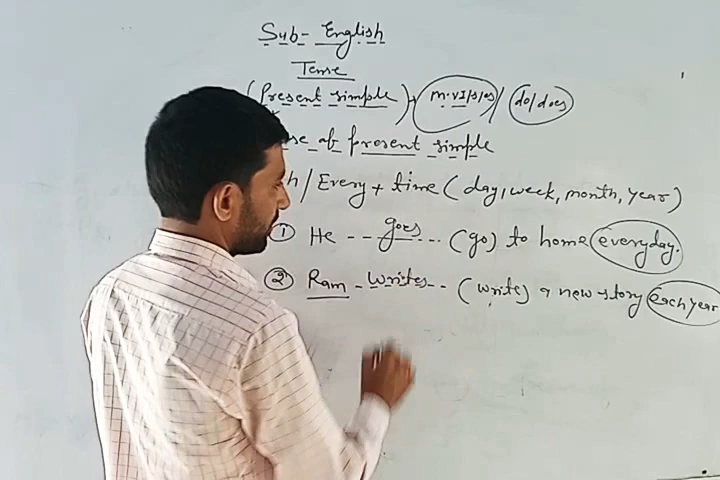 Sub- English
Tense
(Present simple) → m.v1/s/es / do/does
se of present simple
h / Every + time (day, week, month, year)
① He -- goes --- (go) to home everyday.
② Ram - Writes -- (write) a new story each year